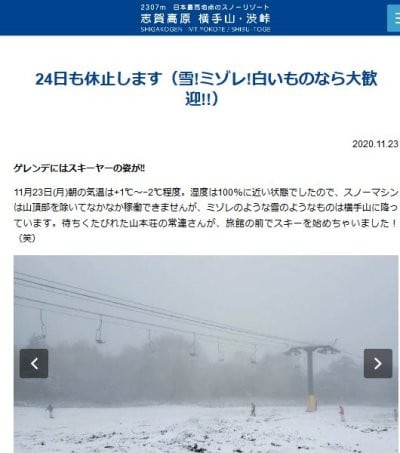 2307m 日本最高地点のスノーリゾート
志賀高原 横手山・渋峠
SHIGAKOGEN MT.YOKOTE / SHIBU-TOGE
24日も休止します（雪!ミゾレ!白いものなら大歓
迎!!）
2020.11.23
ゲレンデにはスキーヤーの姿が!!
11月23日(月)朝の気温は+1℃〜−2℃程度。湿度は100％に近い状態でしたので、スノーマシン
は山頂部を除いてなかなか稼働できませんが、ミゾレのような雪のようなものは横手山に降っ
ています。待ちくたびれた山本荘の常連さんが、旅館の前でスキーを始めちゃいました！
（笑）